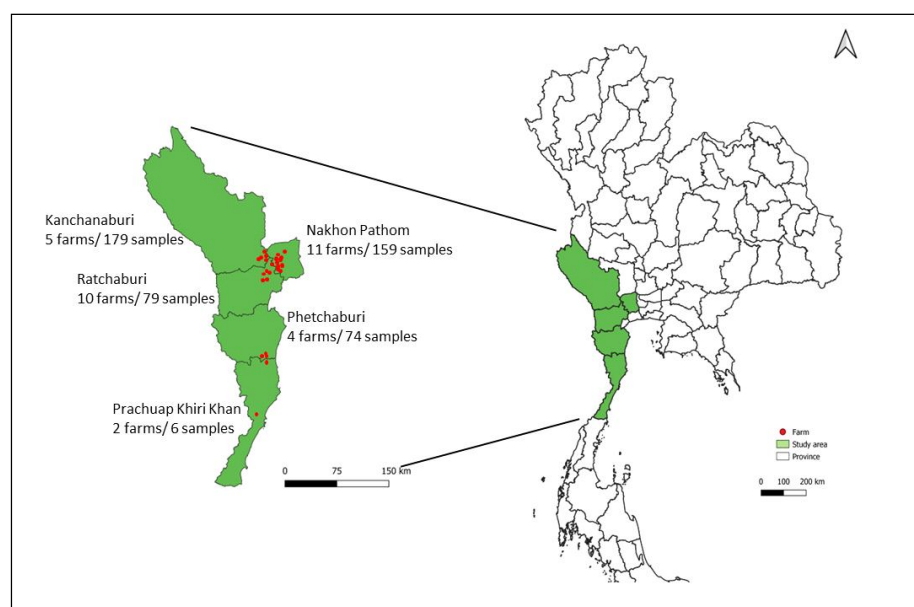 Kanchanaburi
5 farms/ 179 samples
Nakhon Pathom
11 farms/ 159 samples
Ratchaburi
10 farms/ 79 samples
Phetchaburi
4 farms/ 74 samples
Prachuap Khiri Khan
2 farms/ 6 samples
0 75 150 km
Farm
Study area
Province
0 100 200 km